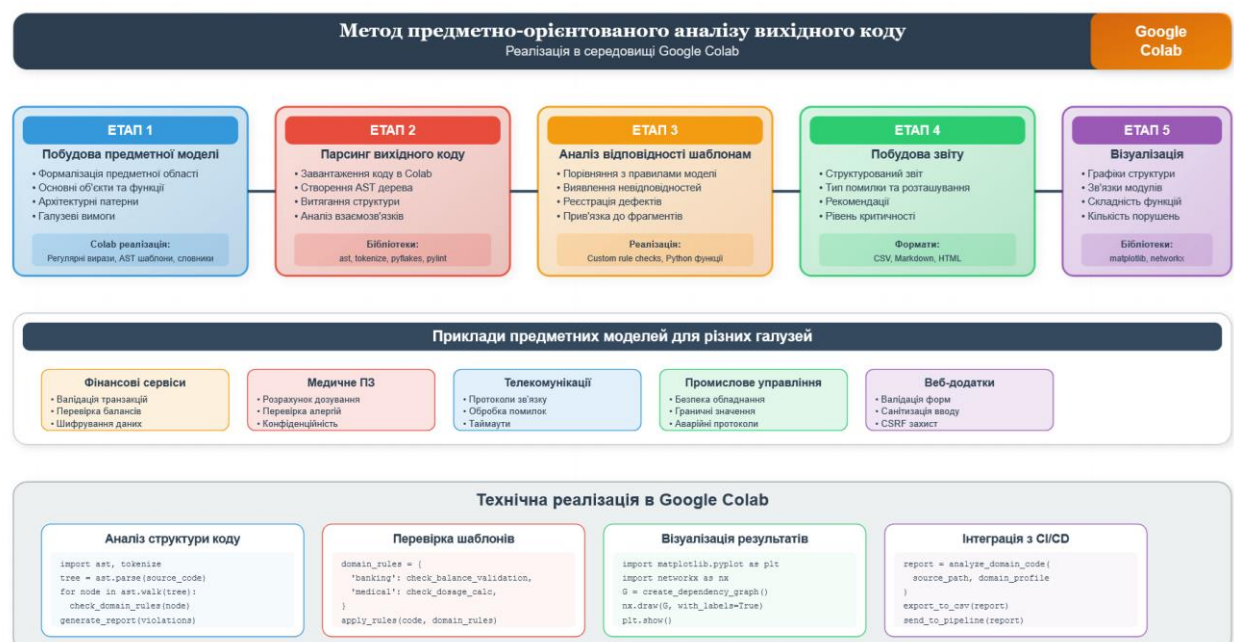 Метод предметно-орієнтованого аналізу вихідного коду
Реалізація в середовищі Google Colab
Google
Colab
ЕТАП 1
Побудова предметної моделі
• Формалізація предметної області
• Основні об'єкти та функції
• Архітектурні патерни
• Галузеві вимоги
Colab реалізація:
Регулярні вирази, AST шаблони, словники
ЕТАП 2
Парсинг вихідного коду
• Завантаження коду в Colab
• Створення AST дерева
• Витягання структури
• Аналіз взаємозв'язків
Бібліотеки:
ast, tokenize, pyflakes, pylint
ЕТАП 3
Аналіз відповідності шаблонам
• Порівняння з правилами моделі
• Виявлення невідповідностей
• Реєстрація дефектів
• Прив'язка до фрагментів
Реалізація:
Custom rule checks, Python функції
ЕТАП 4
Побудова звіту
• Структурований звіт
• Тип помилки та розташування
• Рекомендації
• Рівень критичності
Формати:
CSV, Markdown, HTML
ЕТАП 5
Візуалізація
• Графіки структури
• Зв'язки модулів
• Складність функцій
• Кількість порушень
Бібліотеки:
matplotlib, networkx
Приклади предметних моделей для різних галузей
Фінансові сервіси
• Валідація транзакцій
• Перевірка балансів
• Шифрування даних
Медичне ПЗ
• Розрахунок дозування
• Перевірка алергій
• Конфіденційність
Телекомунікації
• Протоколи зв'язку
• Обробка помилок
• Таймаути
Промислове управління
• Безпека обладнання
• Граничні значення
• Аварійні протоколи
Веб-додатки
• Валідація форм
• Санітизація вводу
• CSRF захист
Технічна реалізація в Google Colab
Аналіз структури коду
import ast, tokenize
tree = ast.parse(source_code)
for node in ast.walk(tree):
check_domain_rules(node)
generate_report(violations)
Перевірка шаблонів
domain_rules = {
'banking': check_balance_validation,
'medical': check_dosage_calc,
}
apply_rules(code, domain_rules)
Візуалізація результатів
import matplotlib.pyplot as plt
import networkx as nx
G = create_dependency_graph()
nx.draw(G, with_labels=True)
plt.show()
Інтеграція з CI/CD
report = analyze_domain_code(
source_path, domain_profile
)
export_to_csv(report)
send_to_pipeline(report)